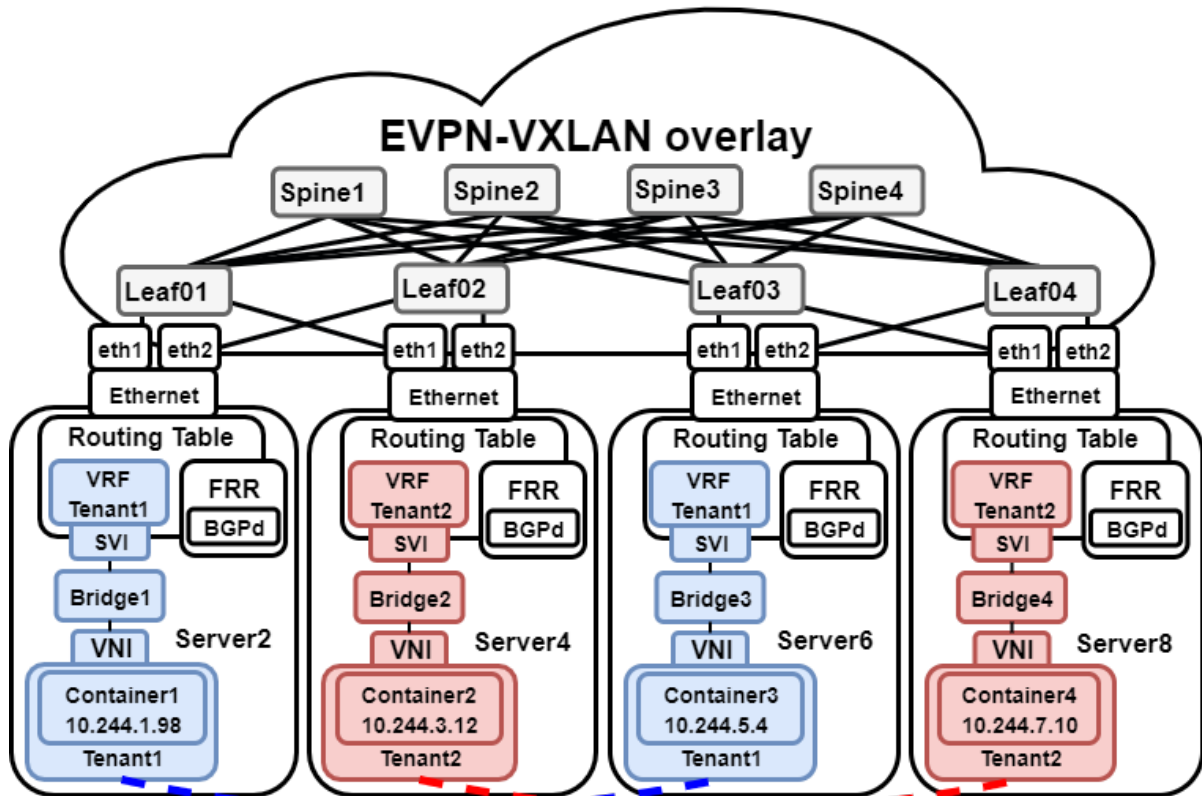 EVPN-VXLAN overlay
Spine1
Spine2
Spine3
Spine4
Leaf01
Leaf02
Leaf03
Leaf04
eth1
eth2
eth1
eth2
eth1
eth2
eth1
eth2
Ethernet
Ethernet
Ethernet
Ethernet
Routing Table
VRF
Tenant1
FRR
BGPd
SVI
Bridge1
VNI
Server2
Container1
10.244.1.98
Tenant1
Routing Table
VRF
Tenant2
FRR
BGPd
SVI
Bridge2
VNI
Server4
Container2
10.244.3.12
Tenant2
Routing Table
VRF
Tenant1
FRR
BGPd
SVI
Bridge3
VNI
Server6
Container3
10.244.5.4
Tenant1
Routing Table
VRF
Tenant2
FRR
BGPd
SVI
Bridge4
VNI
Server8
Container4
10.244.7.10
Tenant2